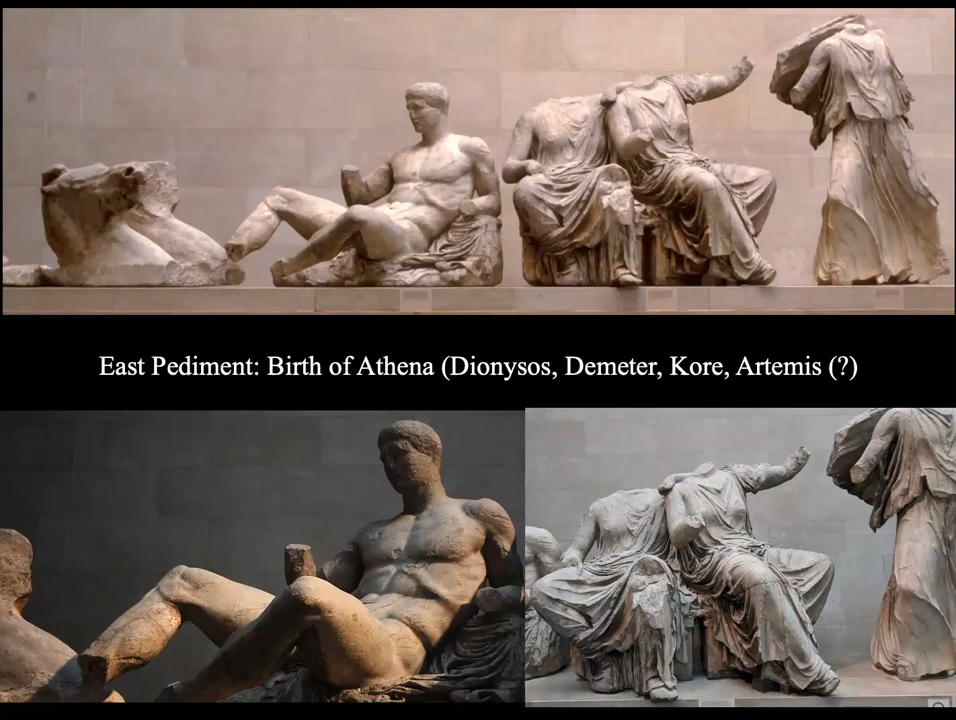 East Pediment: Birth of Athena (Dionysos, Demeter, Kore, Artemis (?)